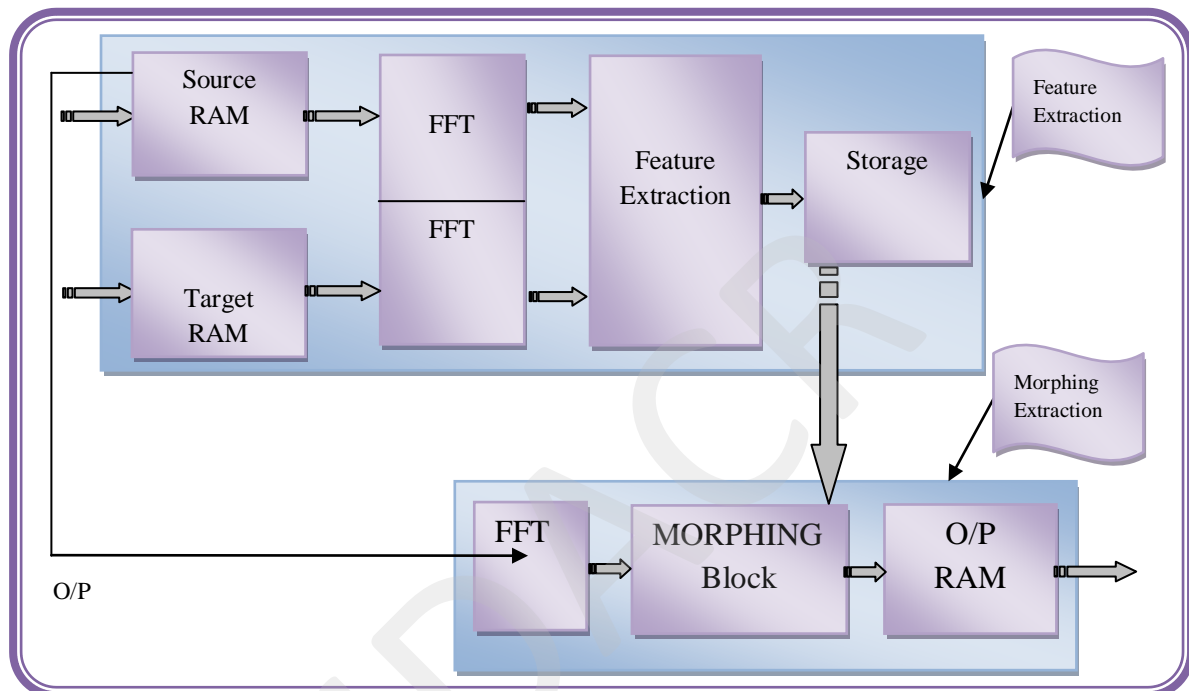 Source
RAM
FFT
Feature
Extraction
Storage
Feature
Extraction
FFT
Target
RAM
Morphing
Extraction
FFT
MORPHING
Block
O/P
RAM
O/P